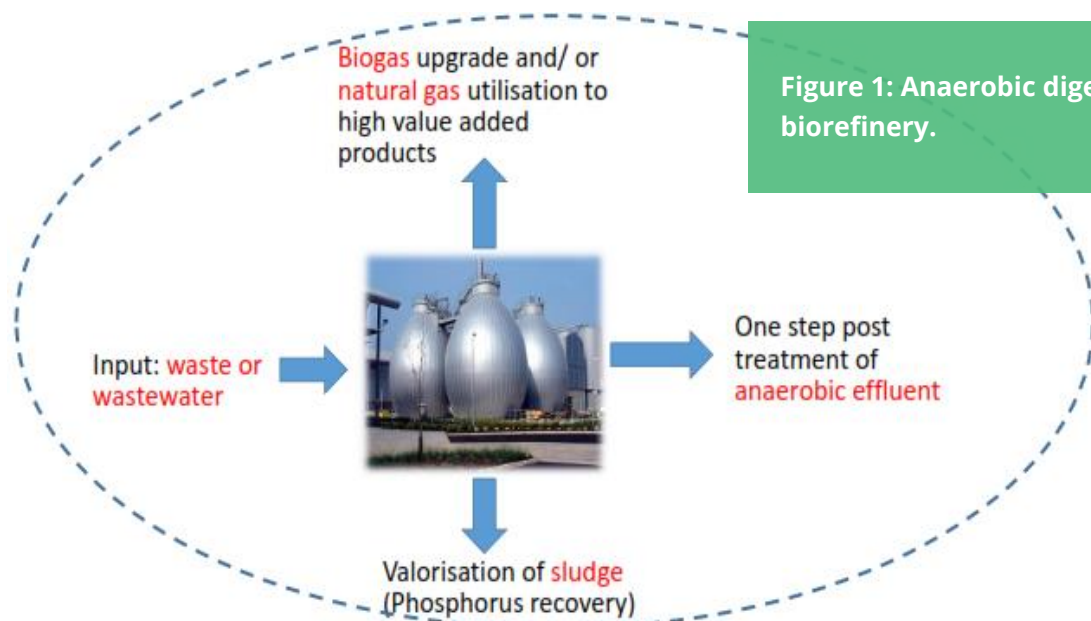 Biogas upgrade and/ or
natural gas utilisation to
high value added
products
Figure 1: Anaerobic
biorefinery.
Input: waste or
wastewater
One step post
treatment of
anaerobic effluent
Valorisation of sludge
(Phosphorus recovery)